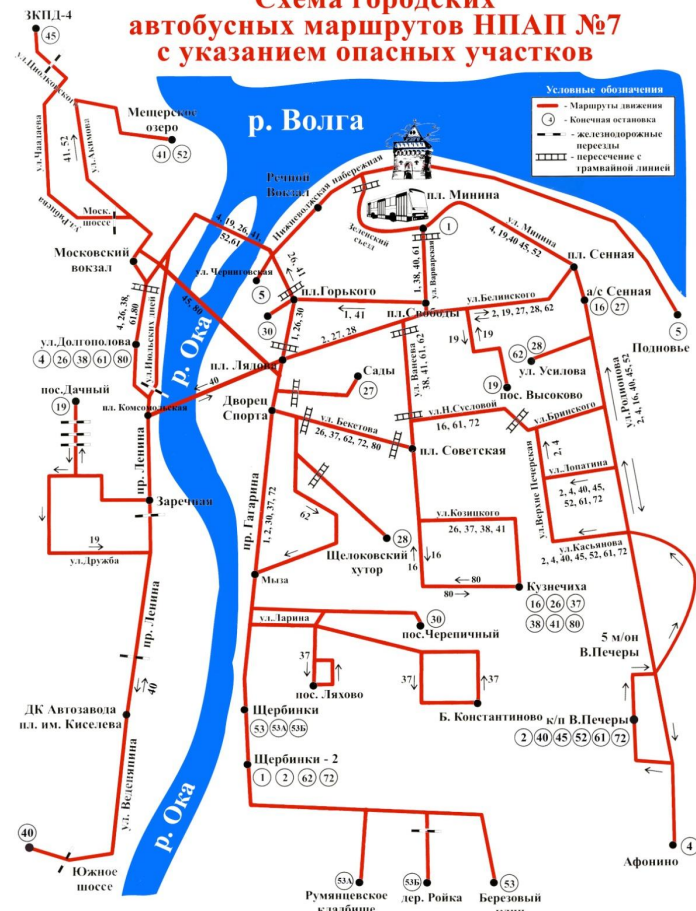 Схема городских
автобусных маршрутов НПАП №7
с указанием опасных участков
Условные обозначения
- Маршруты движения
4 - Конечная остановка
- железнодорожные
переезды
- пересечение с
трамвайной линией
ЗКПД-4
45
ул.Циолковского
ул.Чаадаева
41, 52
ул.Акимова
Мещерское
озеро
41 52
р. Волга
Речной
Вокзал
Нижневолжская набережная
Зеленский
съезд
пл. Минина
1
ул. Минина
4, 19,40 45, 52
1,38, 40, 61
ул. Варварская
пл. Сенная
а/с Сенная
16 27
5
Подновье
ул.Рябцева
Моск.
шоссе
Московский
вокзал
4, 19, 26, 41,
52,61
ул. Черниговская
5
26, 41
пл.Горького
30
1, 41
пл.Свободы
ул.Белинского
2, 19, 27, 28, 62
19
19
62 28
ул. Усилова
19
пос. Высоково
45, 80
4, 26, 38,
61,80
ул.Долгополова
4 26 38 61 80
ул.Июльских дней
р. Ока
1, 26, 30
2, 27, 28
пл. Лядова
40
ул. Ванеева
38, 41, 61, 62
Сады
27
ул.Родионова
2, 4, 16, 40, 45, 52
пос.Дачный
19
пл. Комсомольская
Дворец
Спорта
ул. Бекетова
26, 37, 62, 72, 80
ул.Н.Сусловой
16, 61, 72
ул.Бринского
пл. Советская
2, 4
ул.Верхне Печерская
ул.Лопатина
2, 4, 40, 45,
52, 61, 72
пр. Ленина
Заречная
19
ул.Дружба
пр. Гагарина
1, 2, 30, 37, 72
62
28
Щелоковский
хутор
ул.Козицкого
26, 37, 38, 41
16
16
80
80
ул.Касьянова
2, 4, 40, 45, 52, 61, 72
Мыза
Кузнечиха
16 26 37
38 41 80
ул.Ларина
30
пос.Черепичный
5 м/он
В.Печеры
пр. Ленина
40
37
пос. Ляхово
37
37
Б. Константиново
к/п В.Печеры
2 40 45 52 61 72
ДК Автозавода
пл. им. Киселева
Щербинки
53 53А 53Б
Щербинки - 2
1 2 62 72
ул. Веденяпина
р. Ока
40
Южное
шоссе
4
Афонино
53А
Румянцевское
кладбище
53Б
дер. Ройка
53
Березовый